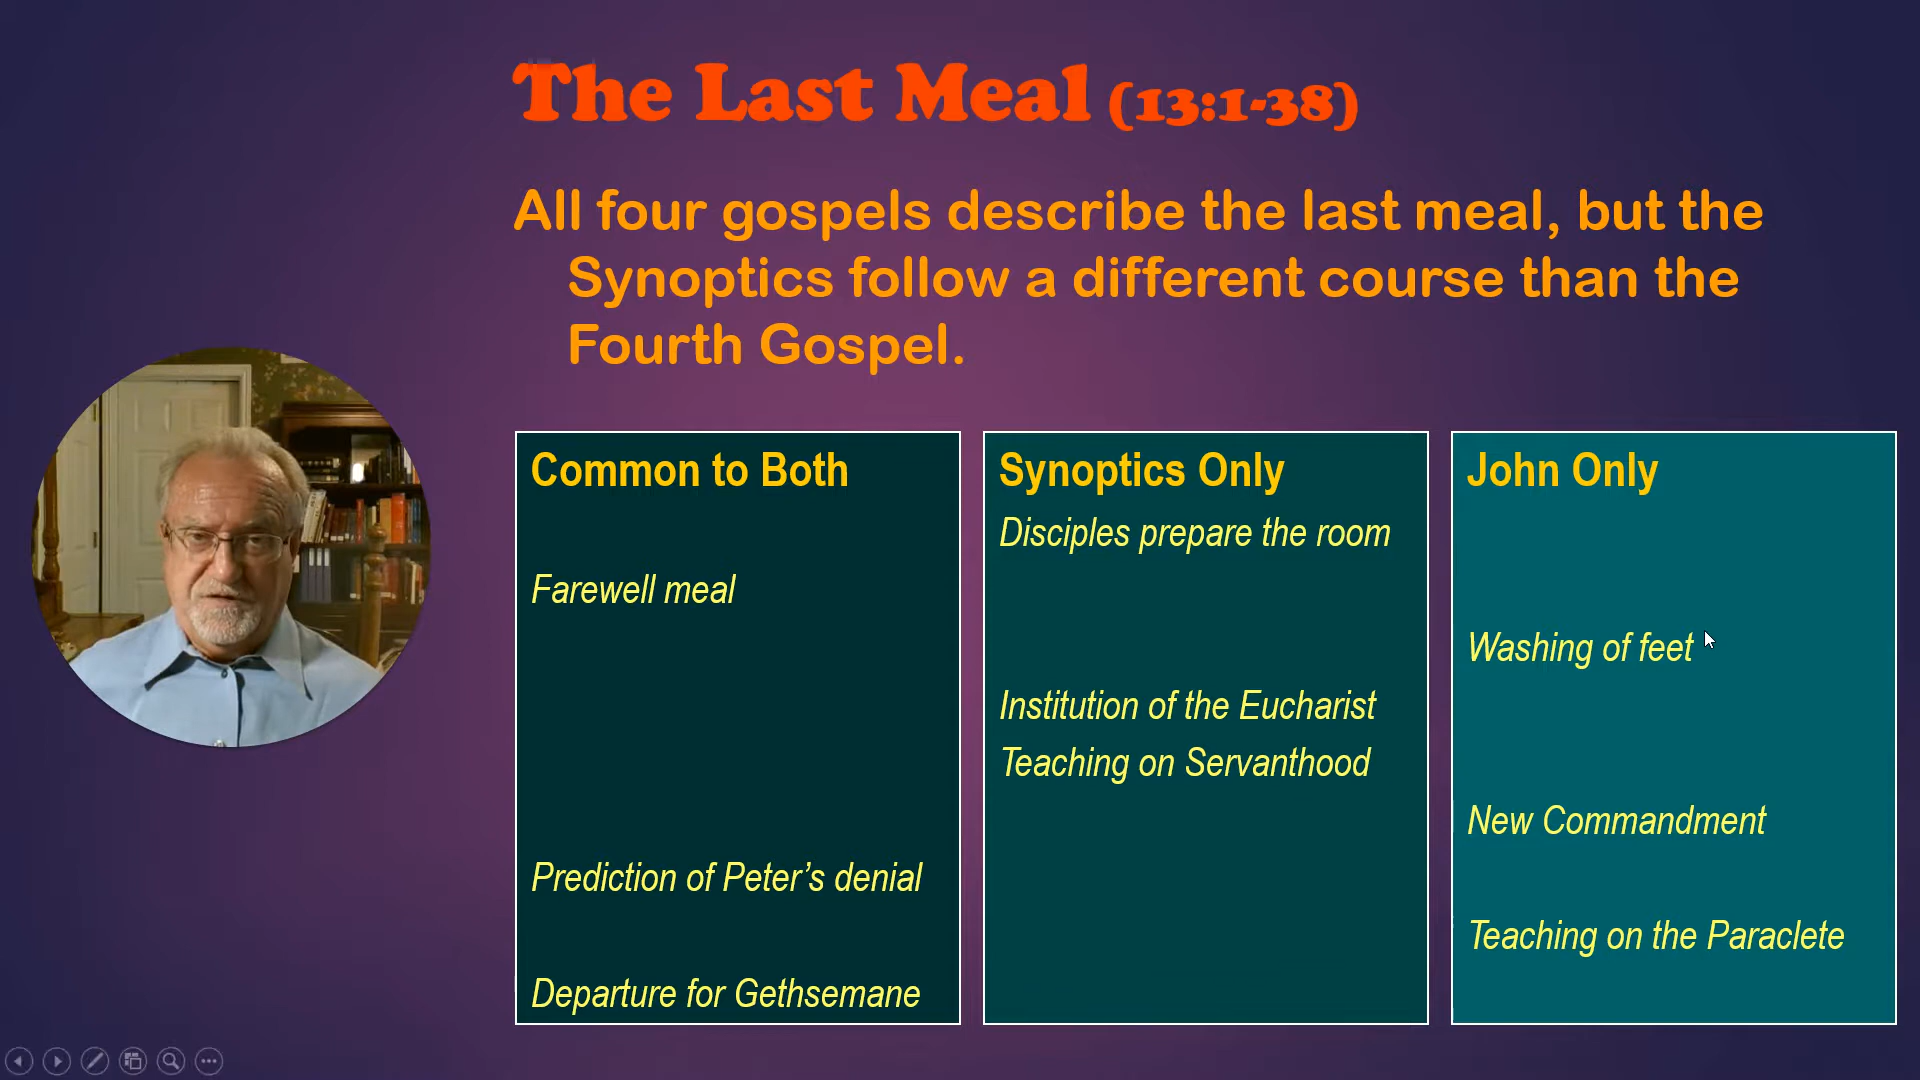 The Last Meal (13:1-38)
All four gospels describe the last meal, but the
Synoptics follow a different course than the
Fourth Gospel.
Common to Both
Farewell meal
Prediction of Peter’s denial
Departure for Gethsemane
Synoptics Only
Disciples prepare the room
Institution of the Eucharist
Teaching on Servanthood
John Only
Washing of feet
New Commandment
Teaching on the Paraclete